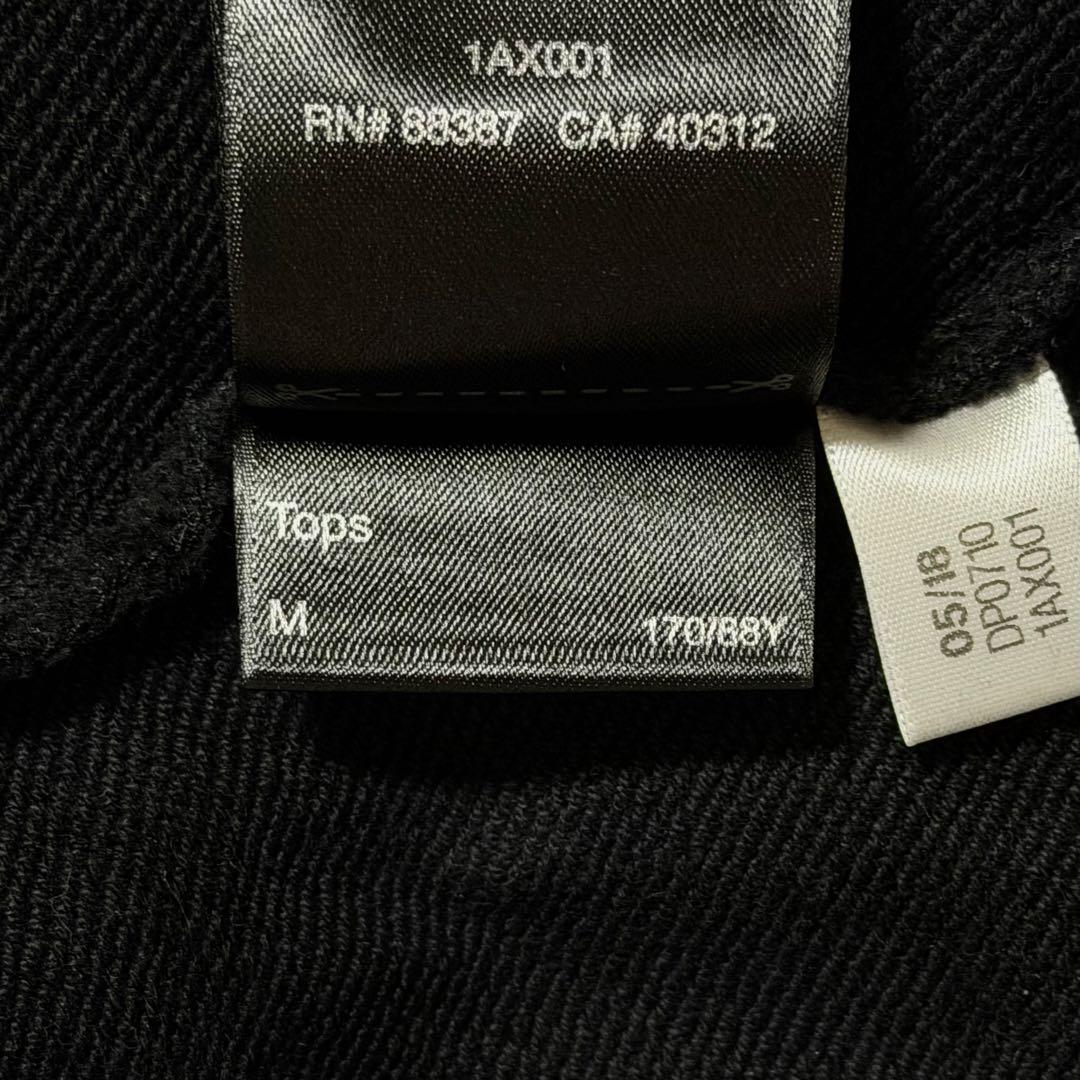 1AX001
RN# 88387 CA# 40312
Tops
M 170/88Y
05/18
DP0710
1AX001